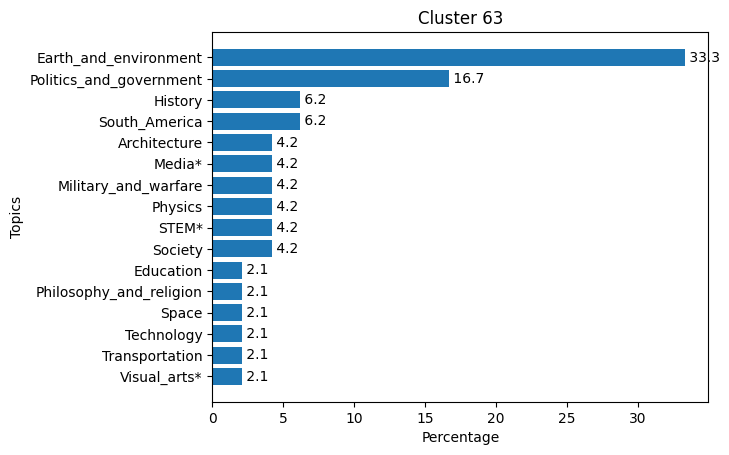 Cluster 63
Topics
Earth_and_environment 33.3
Politics_and_government 16.7
History 6.2
South_America 6.2
Architecture 4.2
Media* 4.2
Military_and_warfare 4.2
Physics 4.2
STEM* 4.2
Society 4.2
Education 2.1
Philosophy_and_religion 2.1
Space 2.1
Technology 2.1
Transportation 2.1
Visual_arts* 2.1
0 5 10 15 20 25 30
Percentage